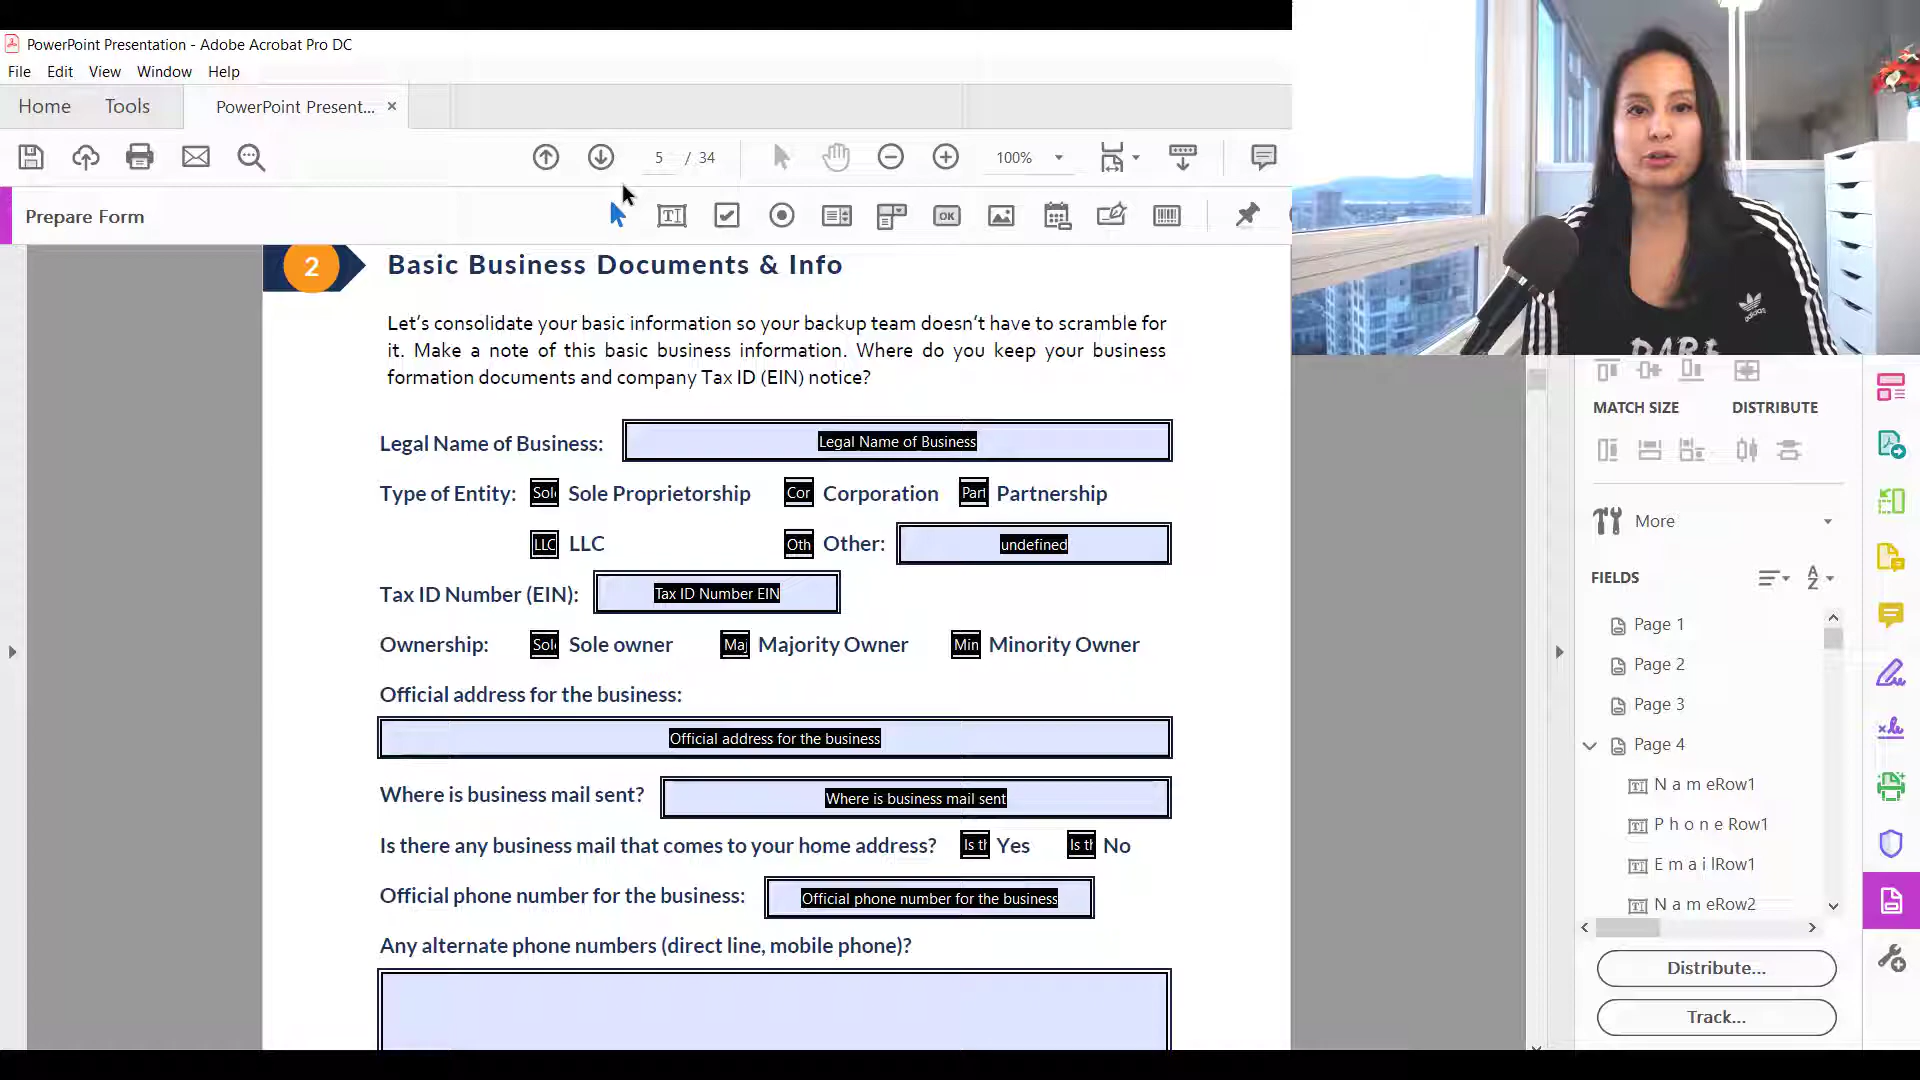 PowerPoint Presentation - Adobe Acrobat Pro DC
File Edit View Window Help
Home Tools PowerPoint Present... ×
5 / 34 100%
Prepare Form
OK
2 Basic Business Documents & Info
Let's consolidate your basic information so your backup team doesn't have to scramble for
it. Make a note of this basic business information. Where do you keep your business
formation documents and company Tax ID (EIN) notice?
Legal Name of Business: Legal Name of Business
Type of Entity: Sol Sole Proprietorship Cor Corporation Part Partnership
LLC LLC Oth Other: undefined
Tax ID Number (EIN): Tax ID Number EIN
Ownership: Sol Sole owner Maj Majority Owner Min Minority Owner
Official address for the business:
Official address for the business
Where is business mail sent? Where is business mail sent
Is there any business mail that comes to your home address? Is th Yes Is th No
Official phone number for the business: Official phone number for the business
Any alternate phone numbers (direct line, mobile phone)?
adidas
MATCH SIZE DISTRIBUTE
More
FIELDS
Page 1
Page 2
Page 3
Page 4
N a m eRow1
P h o n e Row1
E m a i lRow1
N a m eRow2
Distribute...
Track...